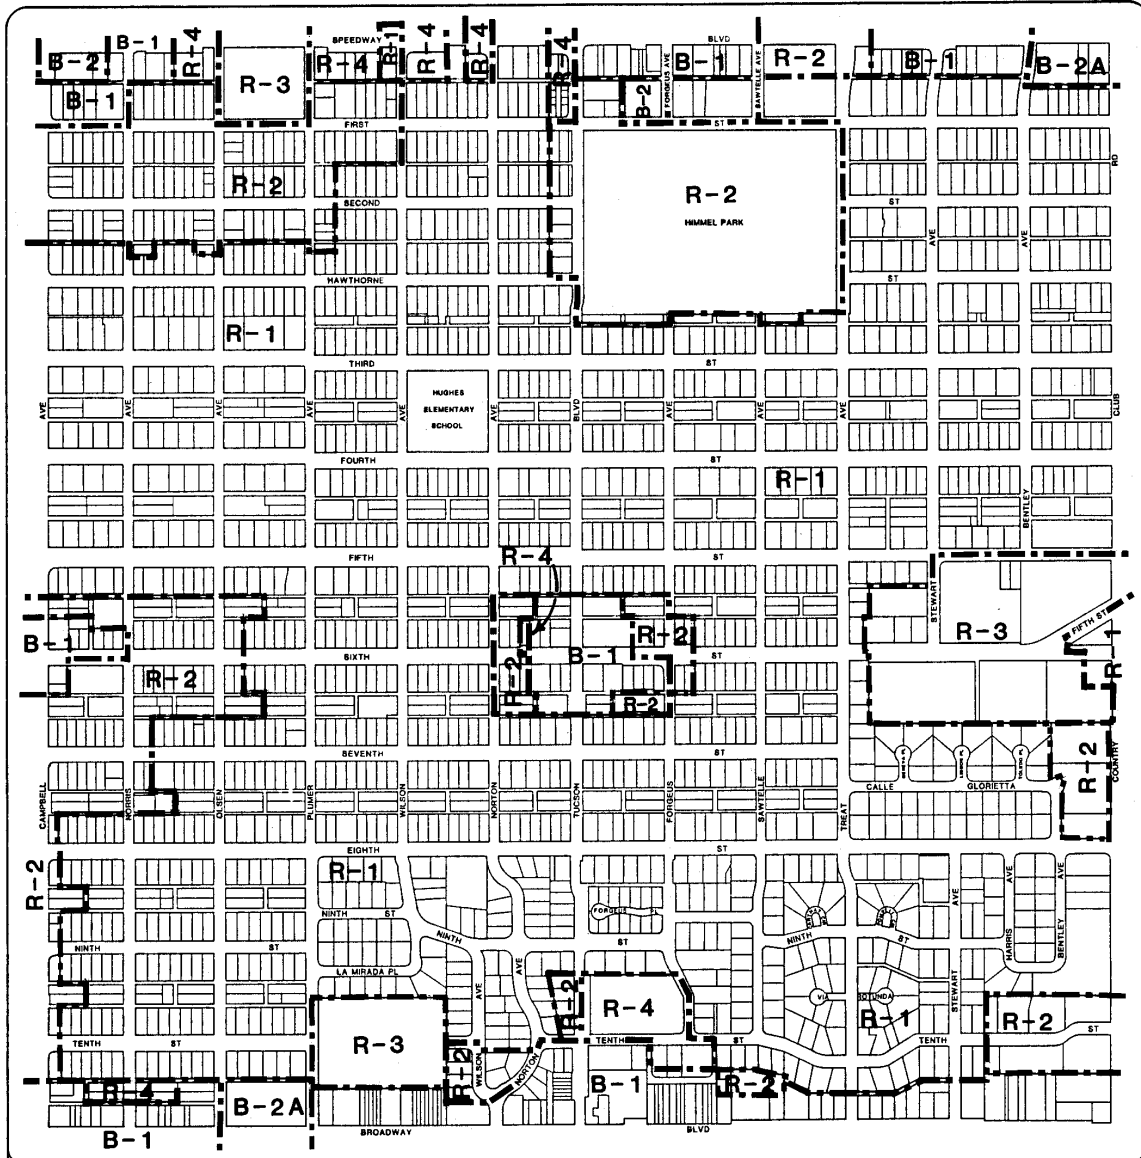 SPEEDWAY
BLVD
B-2
B-1
R-4
R-3
R-4
R-1
R-4
R-4
R-4
B-1
R-2
B-1
B-2A
B-1
B-2
FORGEUS AVE
SAWTELLE AVE
FIRST
ST
R-2
R-2
HIMMEL PARK
RD
SECOND
ST
AVE
AVE
HAWTHORNE
ST
R-1
THIRD
ST
HUGHES
ELEMENTARY
SCHOOL
AVE
AVE
AVE
AVE
AVE
AVE
BLVD
AVE
AVE
AVE
CLUB
FOURTH
ST
R-1
BENTLEY
FIFTH
ST
R-4
STEWART
R-3
FIFTH ST
R-1
B-1
R-2
R-2
B-1
R-2
SIXTH
ST
R-2
SEVENTH
ST
R-2
COUNTRY
CALLE
GLORIETTA
CAMPBELL
NORRIS
OLSEN
PLUMER
WILSON
NORTON
TUCSON
FORGEUS
SAWTELLE
TREAT
EIGHTH
ST
R-2
R-1
NINTH
ST
FORGEUS PL
NINTH
ST
NINTH
ST
NINTH
ST
AVE
AVE
AVE
HARRIS
BENTLEY
LA MIRADA PL
AVE
AVE
R-2
R-4
VIA
ROTUNDA
R-1
STEWART
R-2
ST
TENTH
ST
R-3
R-2
WILSON
NORTON
TENTH
ST
TENTH
B-1
R-2
R-4
B-2A
B-1
BROADWAY
BLVD